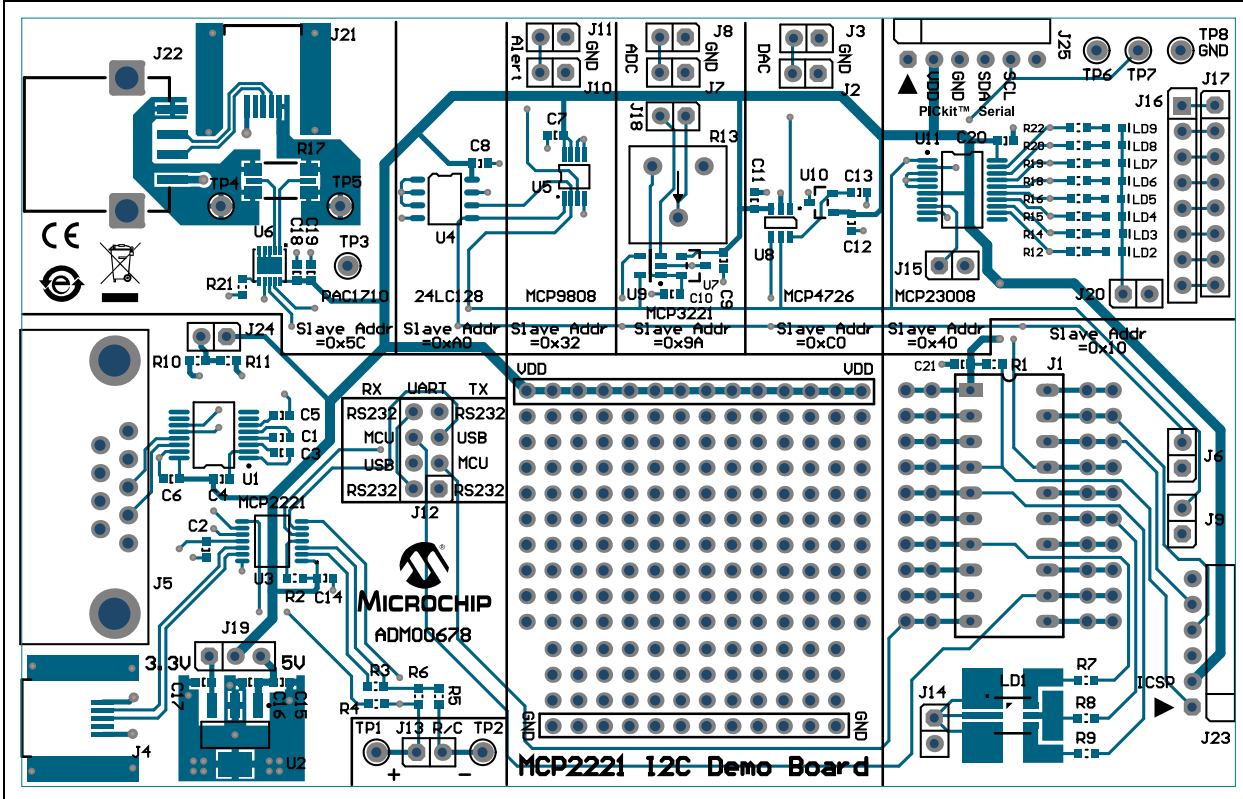 J22
J21
J11
GND
Alert
J10
J8
GND
ADC
J7
J3
GND
DAC
J2
J25
VDD
GND
SDA
SCL
PICkit™ Serial
TP6
TP7
TP8
GND
J17
J16
R17
TP4
TP5
C7
C8
J18
R13
U11
C20
R22
LD9
R20
LD8
R19
LD7
R18
LD6
R16
LD5
R15
LD4
R14
LD3
R12
LD2
U5
U4
C11
U10
C13
C12
U8
U6
C18
C19
TP3
R21
U9
U7
C10
C9
J15
J20
PAC1710
24LC128
MCP9808
MCP3221
MCP4726
MCP23008
Slave Addr
=0x5C
Slave Addr
=0xA0
Slave Addr
=0x32
Slave Addr
=0x9A
Slave Addr
=0xC0
Slave Addr
=0x40
Slave Addr
=0x10
J24
R10
R11
C5
C1
C3
U1
C6
C4
MCP2221
C2
U3
R2
C14
J5
RX
UART
TX
RS232
RS232
MCU
USB
USB
MCU
RS232
RS232
J12
VDD
VDD
C21
R1
J1
J6
J9
MICROCHIP
®
ADM00678
J19
3.3V
5V
C17
C16
C15
U2
J4
R3
R4
R6
R5
TP1
J13
R/C
TP2
+
−
GND
GND
MCP2221 I2C Demo Board
J14
LD1
R7
R8
R9
ICSP
J23